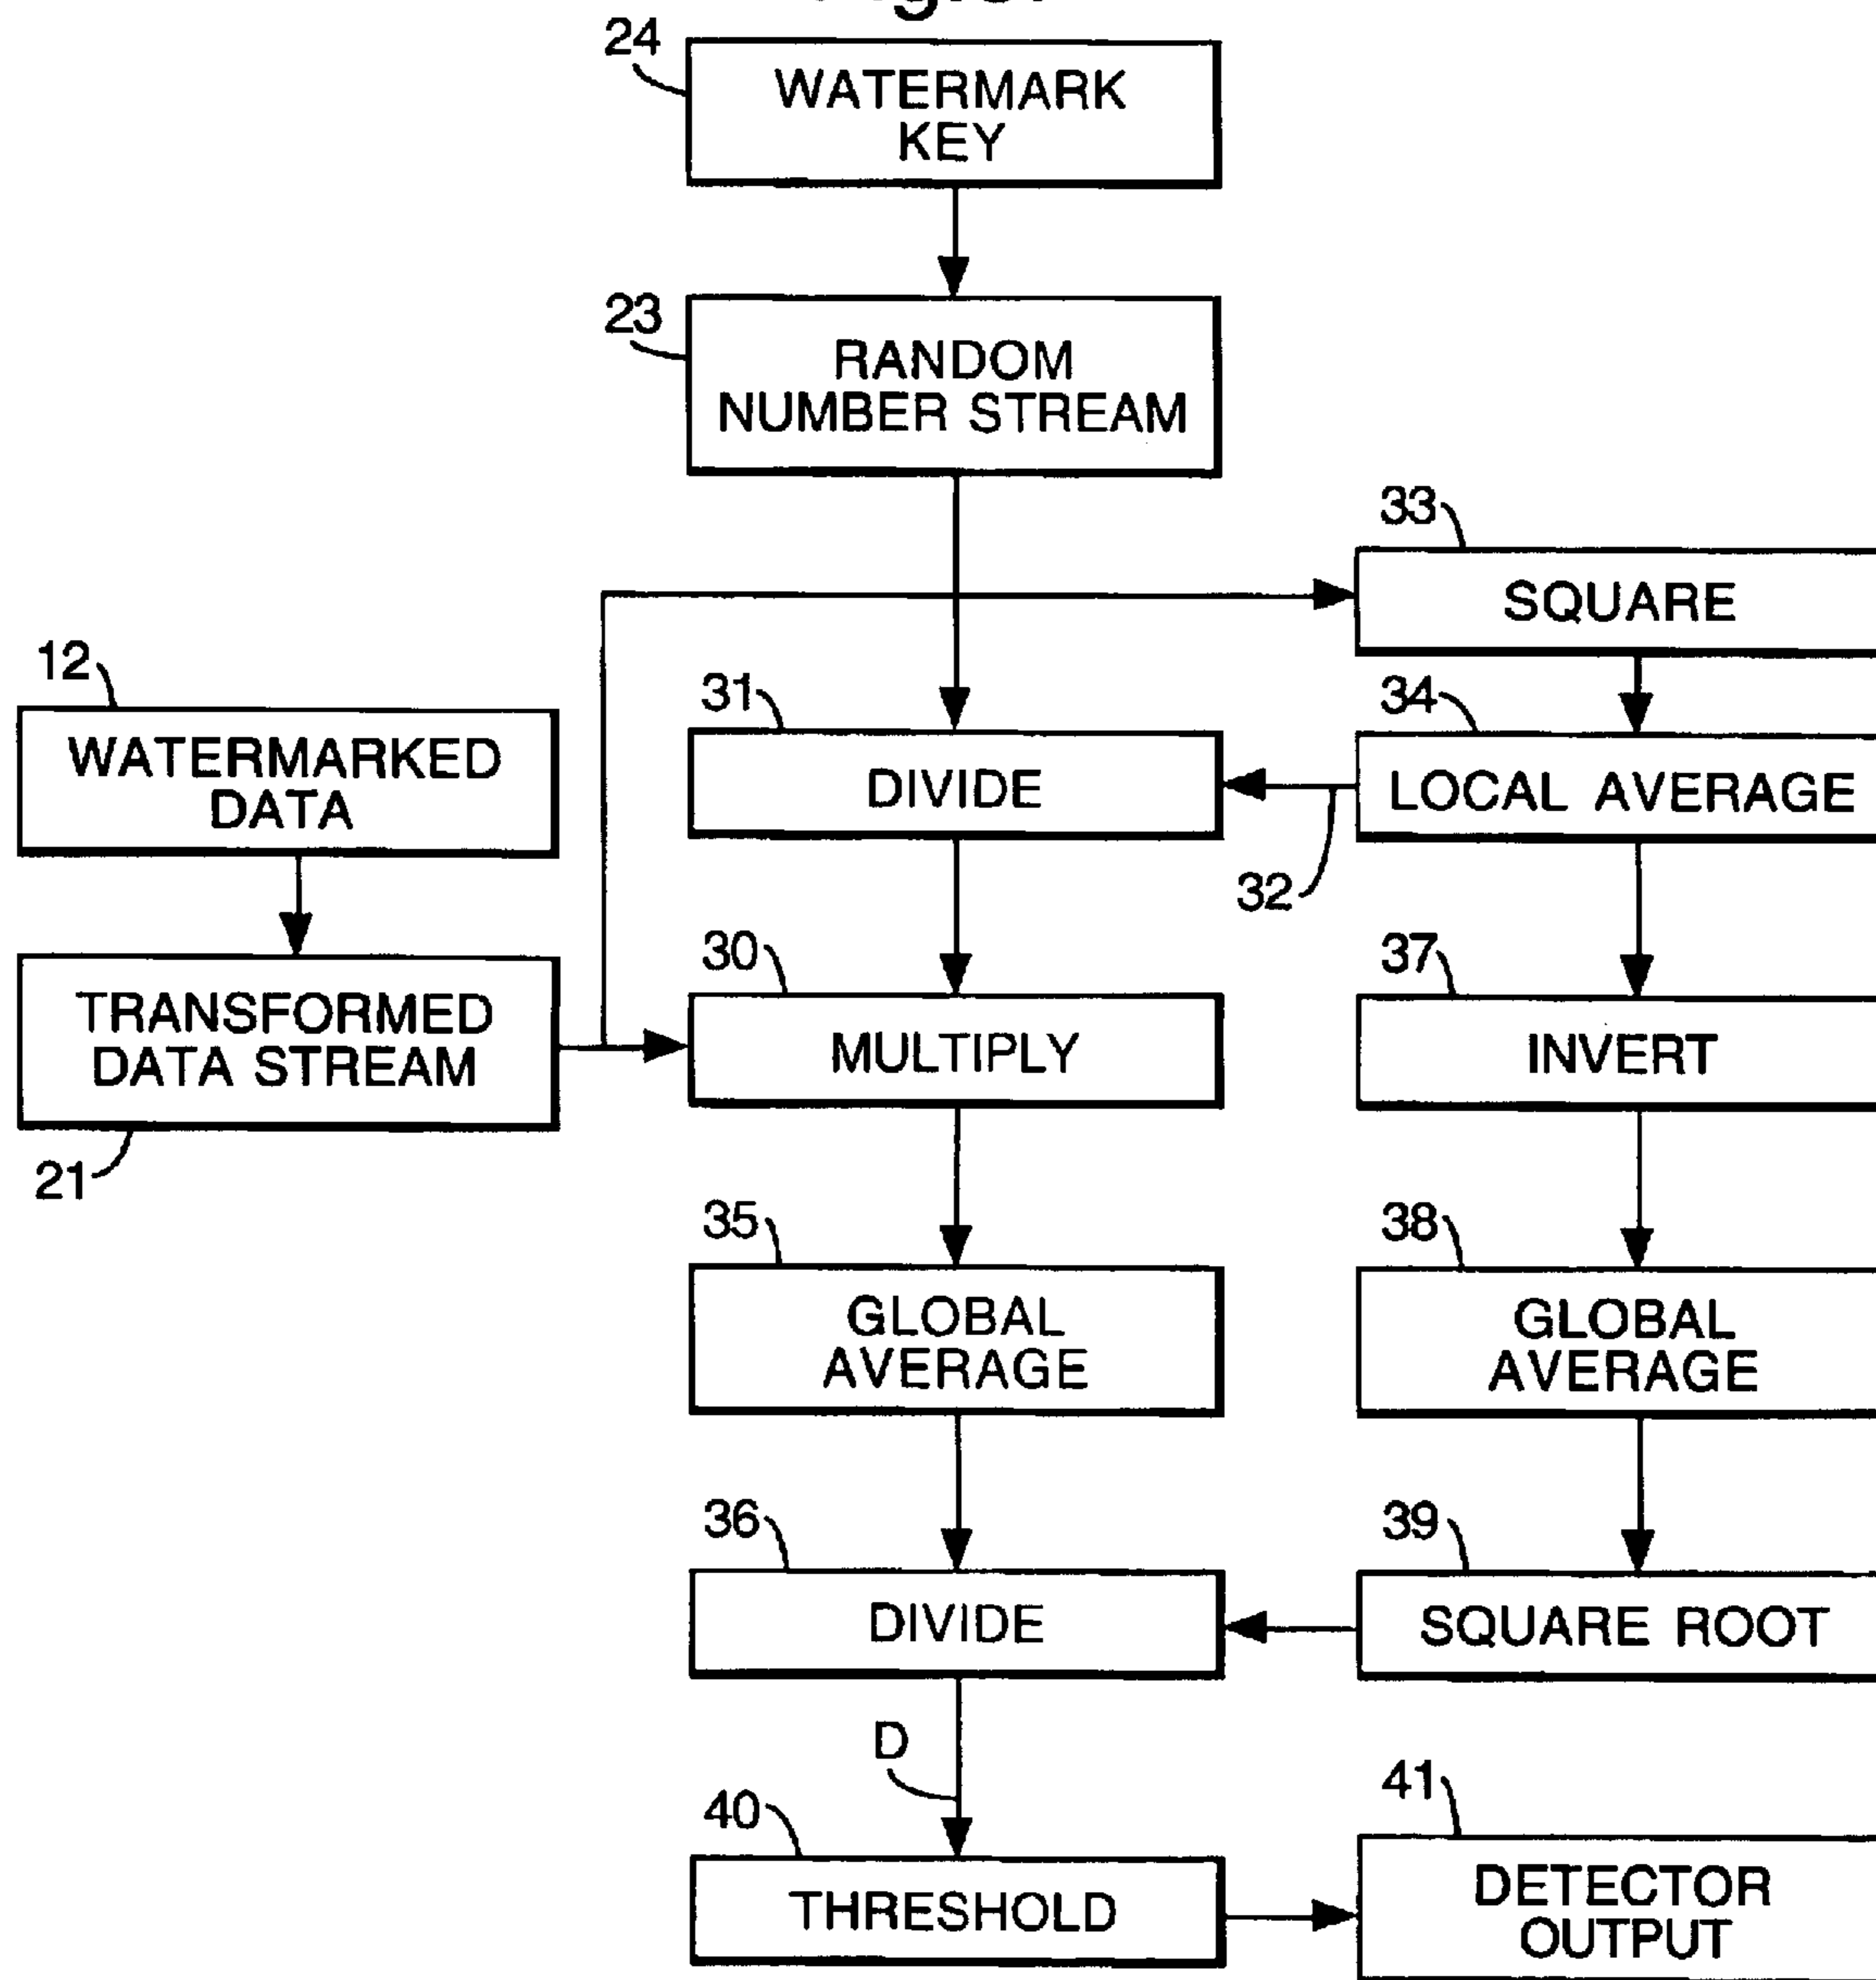 24
WATERMARK
KEY
23
RANDOM
NUMBER STREAM
33
SQUARE
12
WATERMARKED
DATA
31
DIVIDE
34
LOCAL AVERAGE
32
TRANSFORMED
DATA STREAM
21
30
MULTIPLY
37
INVERT
35
GLOBAL
AVERAGE
38
GLOBAL
AVERAGE
36
DIVIDE
39
SQUARE ROOT
D
40
THRESHOLD
41
DETECTOR
OUTPUT